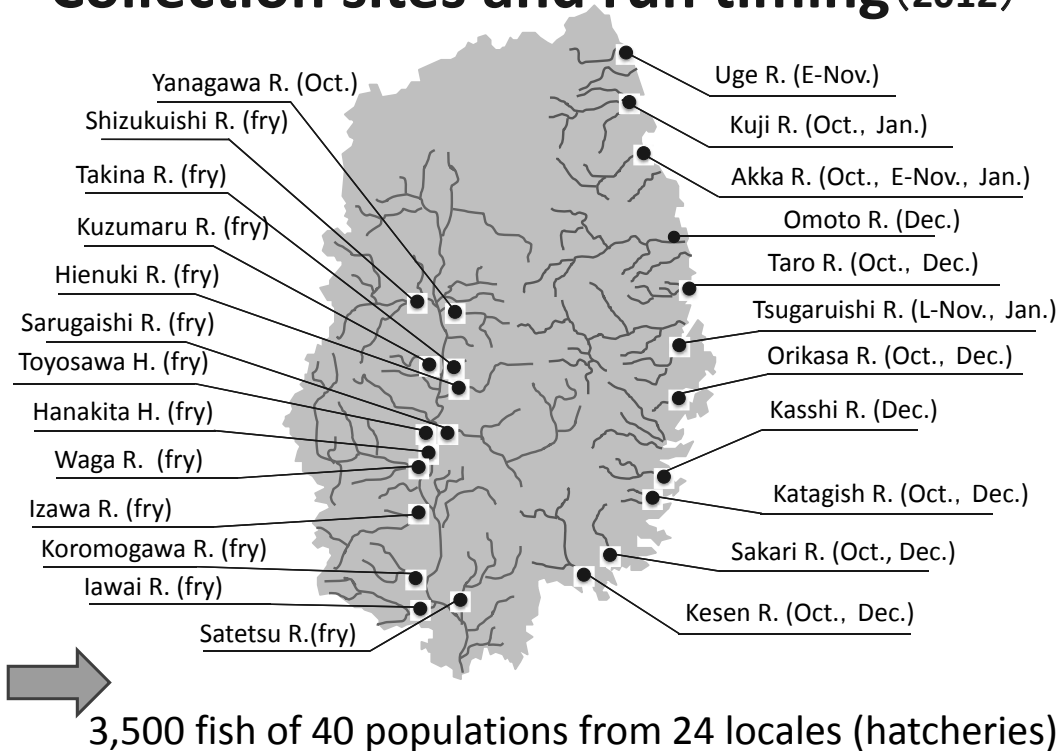 Collection sites and run timing (2012)
Yanagawa R. (Oct.)
Shizukuishi R. (fry)
Takina R. (fry)
Kuzumaru R. (fry)
Hienuki R. (fry)
Sarugaishi R. (fry)
Toyosawa H. (fry)
Hanakita H. (fry)
Waga R. (fry)
Izawa R. (fry)
Koromogawa R. (fry)
Iawai R. (fry)
Satetsu R.(fry)
Uge R. (E-Nov.)
Kuji R. (Oct., Jan.)
Akka R. (Oct., E-Nov., Jan.)
Omoto R. (Dec.)
Taro R. (Oct., Dec.)
Tsugaruishi R. (L-Nov., Jan.)
Orikasa R. (Oct., Dec.)
Kasshi R. (Dec.)
Katagish R. (Oct., Dec.)
Sakari R. (Oct., Dec.)
Kesen R. (Oct., Dec.)
3,500 fish of 40 populations from 24 locales (hatcheries)